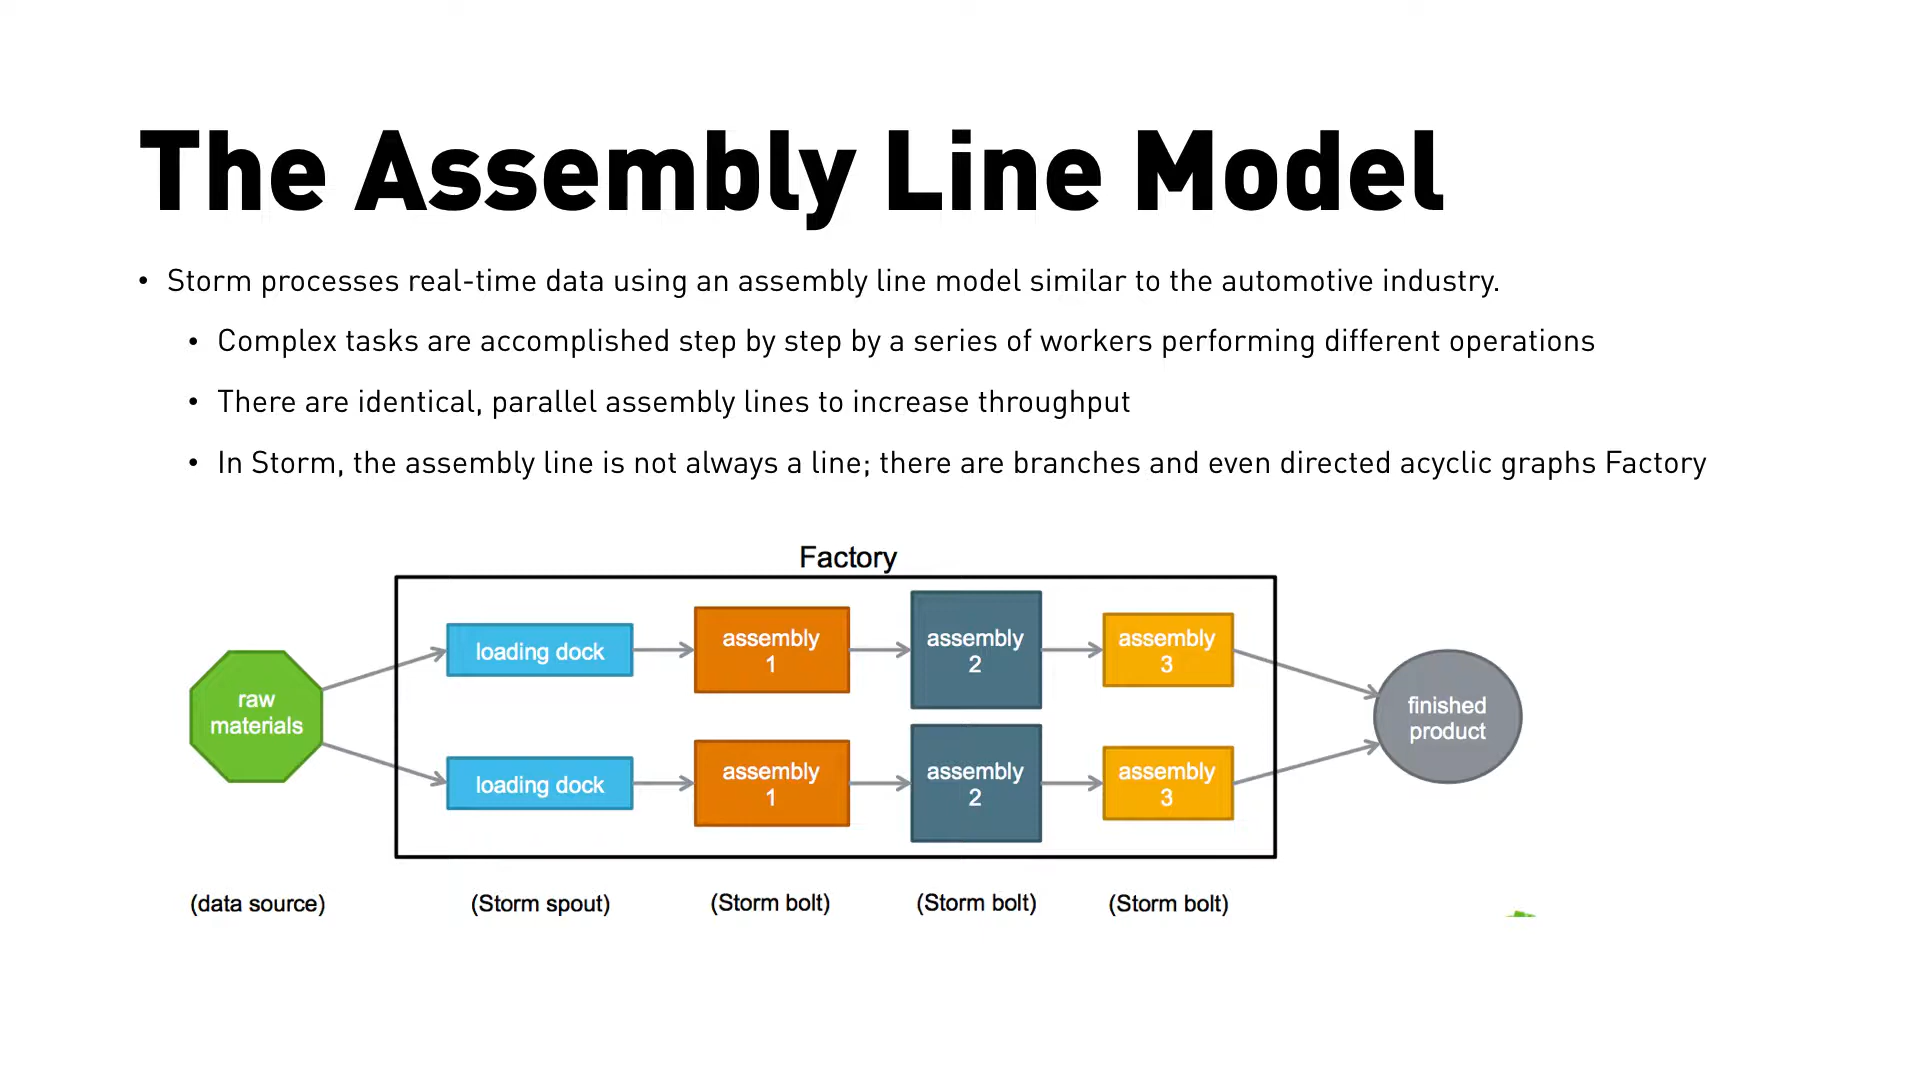 The Assembly Line Model
• Storm processes real-time data using an assembly line model similar to the automotive industry.
• Complex tasks are accomplished step by step by a series of workers performing different operations
• There are identical, parallel assembly lines to increase throughput
• In Storm, the assembly line is not always a line; there are branches and even directed acyclic graphs Factory
Factory
raw
materials
loading dock
assembly
1
assembly
2
assembly
3
loading dock
assembly
1
assembly
2
assembly
3
finished
product
(data source)
(Storm spout)
(Storm bolt)
(Storm bolt)
(Storm bolt)